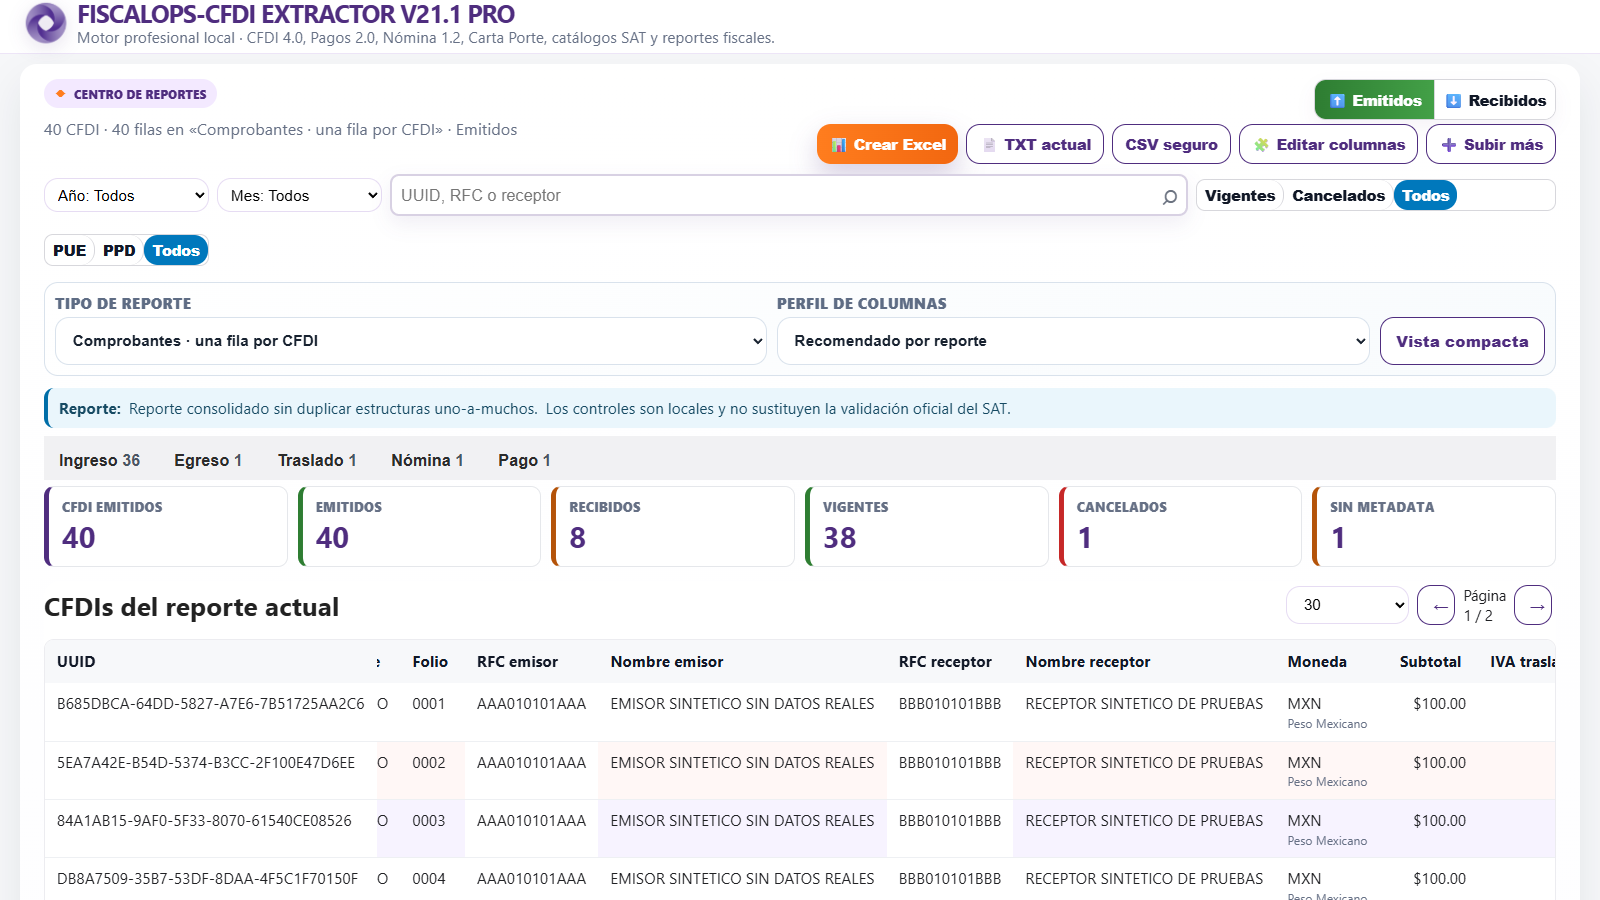 FISCALOPS-CFDI EXTRACTOR V21.1 PRO
Motor profesional local · CFDI 4.0, Pagos 2.0, Nómina 1.2, Carta Porte, catálogos SAT y reportes fiscales.
CENTRO DE REPORTES
40 CFDI · 40 filas en «Comprobantes · una fila por CFDI» · Emitidos
Emitidos Recibidos
Crear Excel TXT actual CSV seguro Editar columnas Subir más
Año: Todos Mes: Todos UUID, RFC o receptor Vigentes Cancelados Todos
PUE PPD Todos
TIPO DE REPORTE PERFIL DE COLUMNAS
Comprobantes · una fila por CFDI Recomendado por reporte Vista compacta
Reporte: Reporte consolidado sin duplicar estructuras uno-a-muchos. Los controles son locales y no sustituyen la validación oficial del SAT.
Ingreso 36 Egreso 1 Traslado 1 Nómina 1 Pago 1
CFDI EMITIDOS EMITIDOS RECIBIDOS VIGENTES CANCELADOS SIN METADATA
40 40 8 38 1 1
CFDIs del reporte actual 30 ← Página 1 / 2 →
UUID Folio RFC emisor Nombre emisor RFC receptor Nombre receptor Moneda Subtotal IVA trasla
B685DBCA-64DD-5827-A7E6-7B51725AA2C6 O 0001 AAA010101AAA EMISOR SINTETICO SIN DATOS REALES BBB010101BBB RECEPTOR SINTETICO DE PRUEBAS MXN $100.00
Peso Mexicano
5EA7A42E-B54D-5374-B3CC-2F100E47D6EE O 0002 AAA010101AAA EMISOR SINTETICO SIN DATOS REALES BBB010101BBB RECEPTOR SINTETICO DE PRUEBAS MXN $100.00
Peso Mexicano
84A1AB15-9AF0-5F33-8070-61540CE08526 O 0003 AAA010101AAA EMISOR SINTETICO SIN DATOS REALES BBB010101BBB RECEPTOR SINTETICO DE PRUEBAS MXN $100.00
Peso Mexicano
DB8A7509-35B7-53DF-8DAA-4F5C1F70150F O 0004 AAA010101AAA EMISOR SINTETICO SIN DATOS REALES BBB010101BBB RECEPTOR SINTETICO DE PRUEBAS MXN $100.00
Peso Mexicano